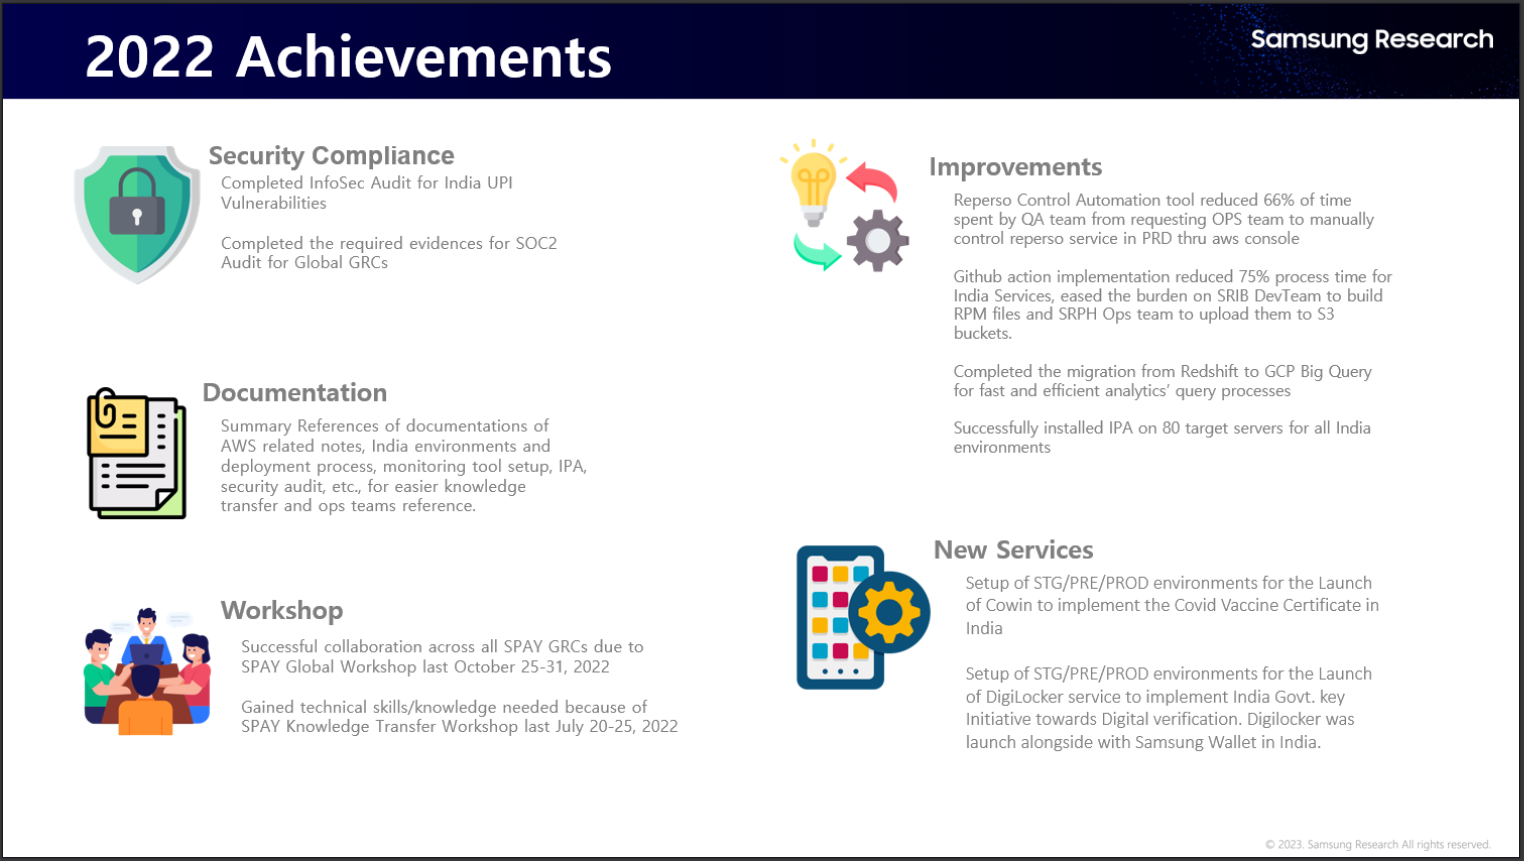 2022 Achievements
Samsung Research
Security Compliance
Completed InfoSec Audit for India UPI
Vulnerabilities
Completed the required evidences for SOC2
Audit for Global GRCs
Documentation
Summary References of documentations of
AWS related notes, India environments and
deployment process, monitoring tool setup, IPA,
security audit, etc., for easier knowledge
transfer and ops teams reference.
Workshop
Successful collaboration across all SPAY GRCs due to
SPAY Global Workshop last October 25-31, 2022
Gained technical skills/knowledge needed because of
SPAY Knowledge Transfer Workshop last July 20-25, 2022
Improvements
Reperso Control Automation tool reduced 66% of time
spent by QA team from requesting OPS team to manually
control reperso service in PRD thru aws console
Github action implementation reduced 75% process time for
India Services, eased the burden on SRIB DevTeam to build
RPM files and SRPH Ops team to upload them to S3
buckets.
Completed the migration from Redshift to GCP Big Query
for fast and efficient analytics’ query processes
Successfully installed IPA on 80 target servers for all India
environments
New Services
Setup of STG/PRE/PROD environments for the Launch
of Cowin to implement the Covid Vaccine Certificate in
India
Setup of STG/PRE/PROD environments for the Launch
of DigiLocker service to implement India Govt. key
Initiative towards Digital verification. Digilocker was
launch alongside with Samsung Wallet in India.
© 2023. Samsung Research All rights reserved.